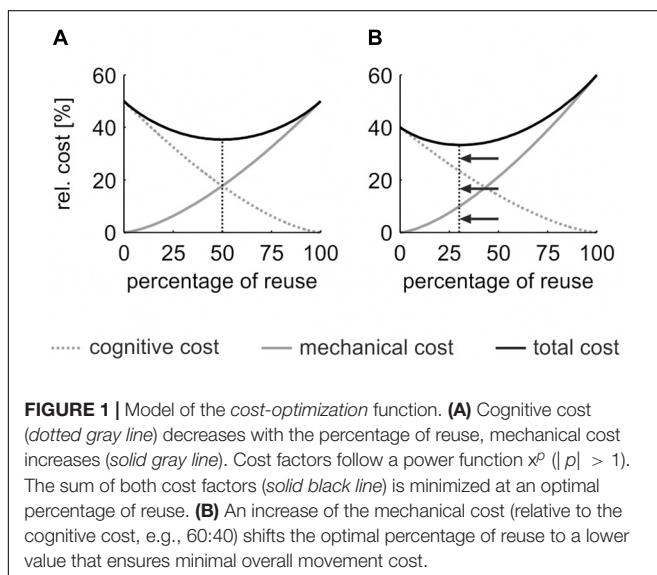 A
B
60
40
20
0
rel. cost [%]
0 25 50 75 100
percentage of reuse
60
40
20
0
0 25 50 75 100
percentage of reuse
cognitive cost mechanical cost total cost
FIGURE 1 | Model of the cost-optimization function. (A) Cognitive cost
(dotted gray line) decreases with the percentage of reuse, mechanical cost
increases (solid gray line). Cost factors follow a power function xᵖ (| p| > 1).
The sum of both cost factors (solid black line) is minimized at an optimal
percentage of reuse. (B) An increase of the mechanical cost (relative to the
cognitive cost, e.g., 60:40) shifts the optimal percentage of reuse to a lower
value that ensures minimal overall movement cost.